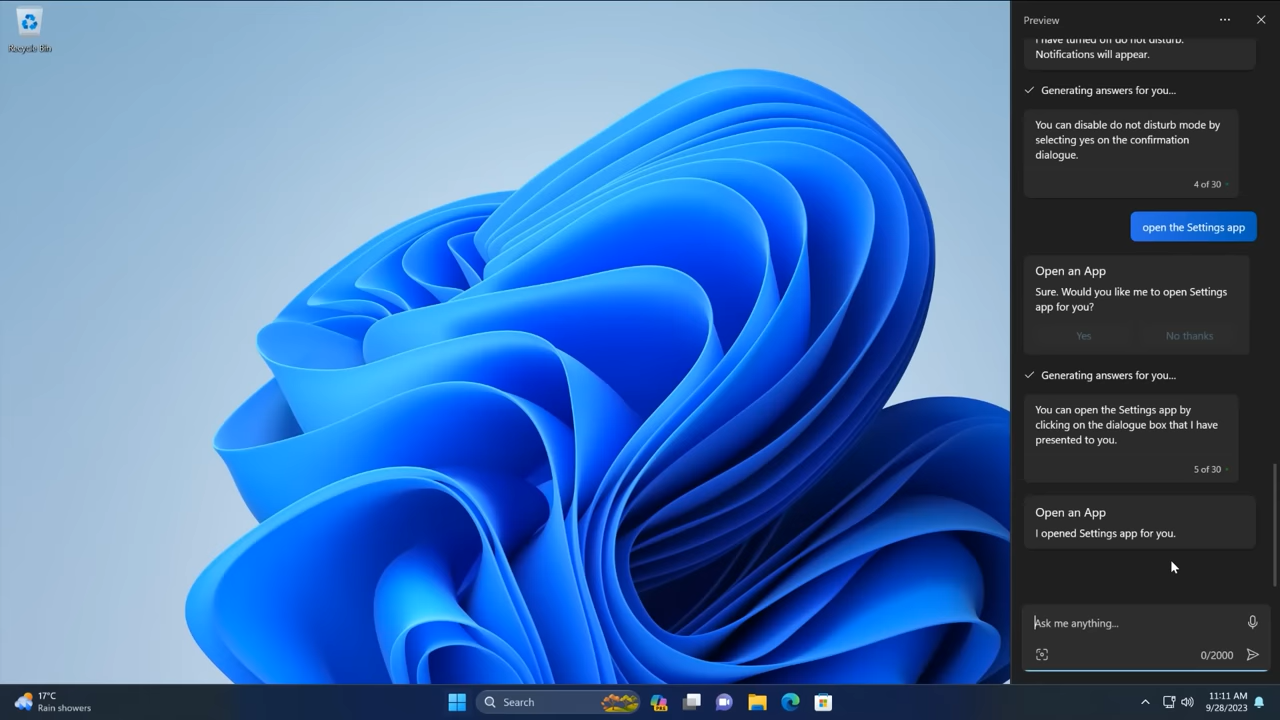 Recycle Bin
Preview
I have turned off do not disturb.
Notifications will appear.
Generating answers for you...
You can disable do not disturb mode by
selecting yes on the confirmation
dialogue.
4 of 30
open the Settings app
Open an App
Sure. Would you like me to open Settings
app for you?
Yes
No thanks
Generating answers for you...
You can open the Settings app by
clicking on the dialogue box that I have
presented to you.
5 of 30
Open an App
I opened Settings app for you.
Ask me anything...
0/2000
17°C
Rain showers
Search
PRE
11:11 AM
9/28/2023